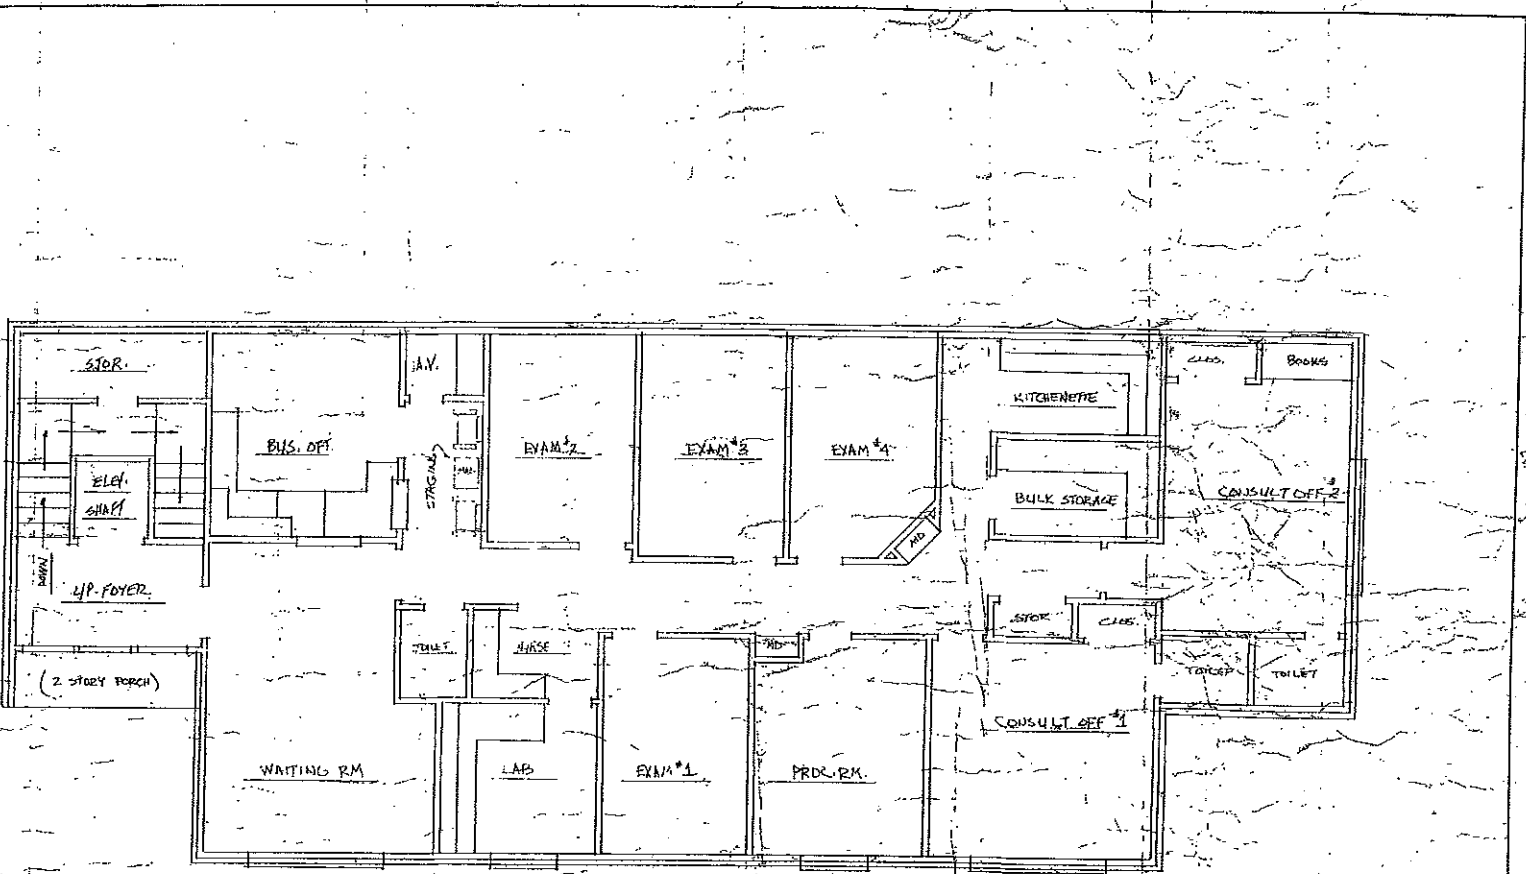 STOR.
A.V.
CLOS.
BOOKS
KITCHENETTE
BUS. OFF.
EXAM #2
EXAM #3
EXAM #4
STAGING
ELEV.
SHAFT
BULK STORAGE
CONSULT OFF #2
MD
DOWN
UP. FOYER
STOR
CLOS.
TOILET
NURSE
MD
TOILET
TOILET
(2 STORY PORCH)
CONSULT OFF #1
WAITING RM
LAB
EXAM #1
PROC. RM.